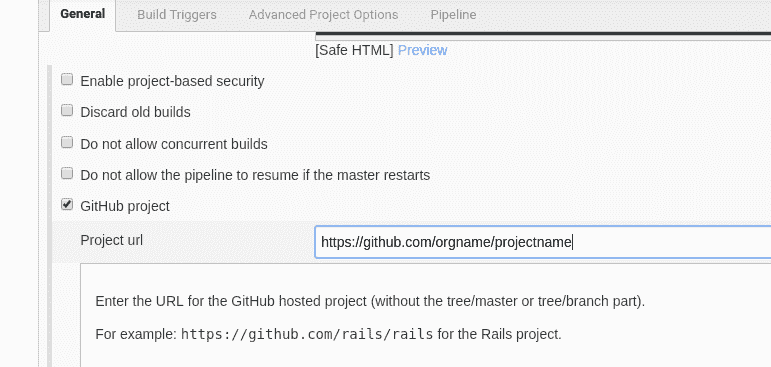 General Build Triggers Advanced Project Options Pipeline
[Safe HTML] Preview
Enable project-based security
Discard old builds
Do not allow concurrent builds
Do not allow the pipeline to resume if the master restarts
GitHub project
Project url https://github.com/orgname/projectname
Enter the URL for the GitHub hosted project (without the tree/master or tree/branch part).
For example: https://github.com/rails/rails for the Rails project.